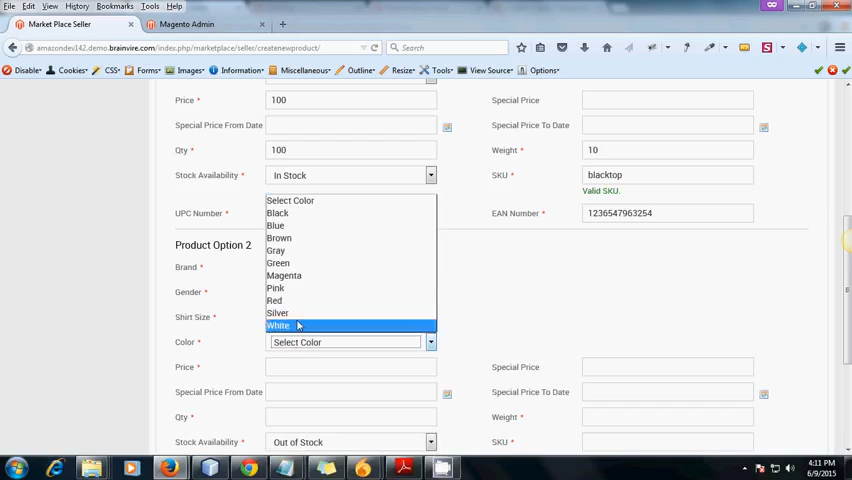 File Edit View History Bookmarks Tools Help
Market Place Seller × Magento Admin × +
amazondev142.demo.brainvire.com/index.php/marketplace/seller/createnewproduct/ Search
Disable Cookies CSS Forms Images Information Miscellaneous Outline Resize Tools View Source Options
Price * 100 Special Price
Special Price From Date Special Price To Date
Qty * 100 Weight * 10
Stock Availability * In Stock SKU * blacktop
Valid SKU.
Select Color
UPC Number * Black EAN Number * 1236547963254
Blue
Brown
Product Option 2
Gray
Brand *
Green
Magenta
Gender *
Pink
Red
Shirt Size *
Silver
White
Color * Select Color
Price * Special Price
Special Price From Date Special Price To Date
Qty * Weight *
Stock Availability * Out of Stock SKU *
4:11 PM
6/9/2015